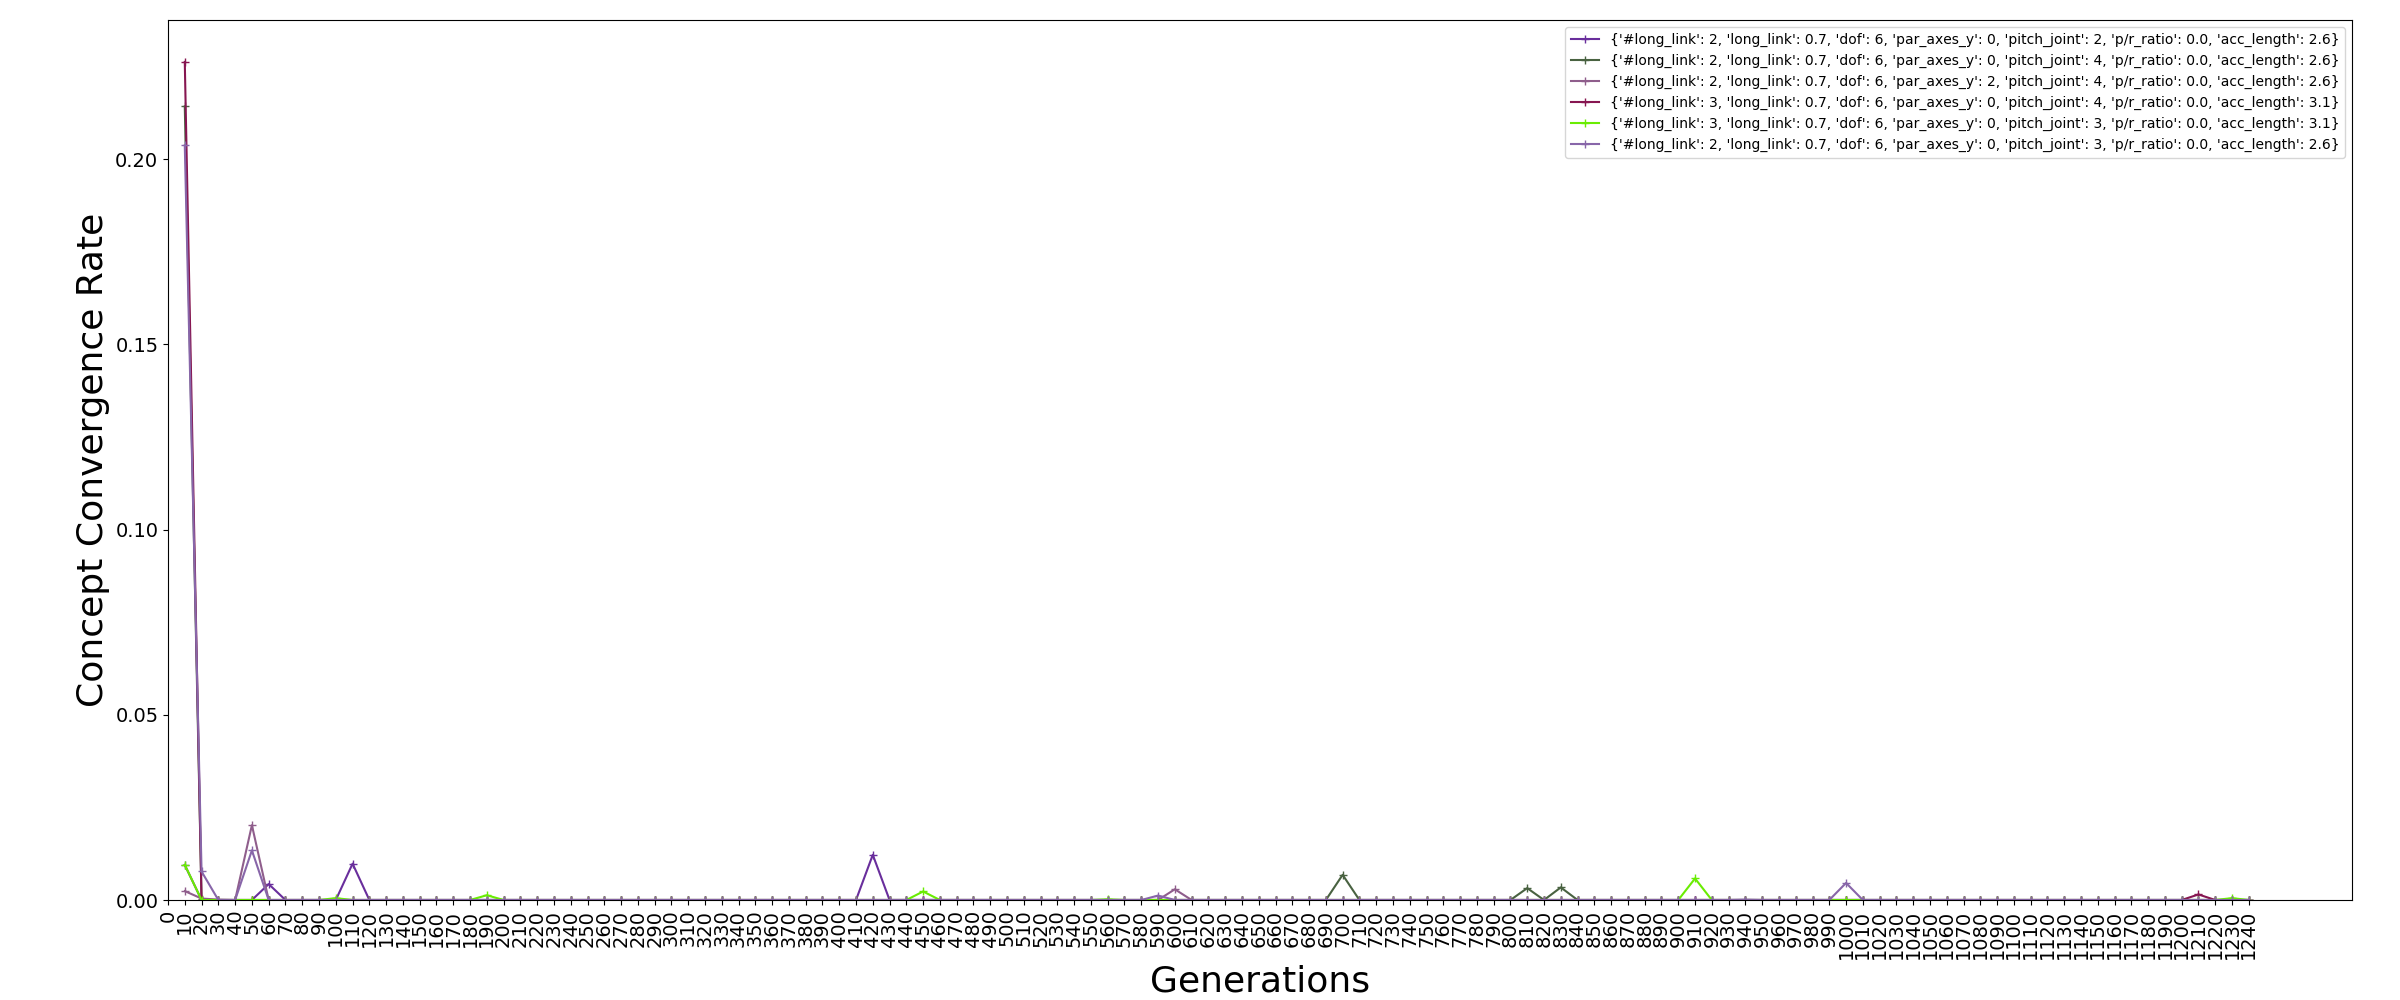 {'#long_link': 2, 'long_link': 0.7, 'dof': 6, 'par_axes_y': 0, 'pitch_joint': 2, 'p/r_ratio': 0.0, 'acc_length': 2.6}
{'#long_link': 2, 'long_link': 0.7, 'dof': 6, 'par_axes_y': 0, 'pitch_joint': 4, 'p/r_ratio': 0.0, 'acc_length': 2.6}
{'#long_link': 2, 'long_link': 0.7, 'dof': 6, 'par_axes_y': 2, 'pitch_joint': 4, 'p/r_ratio': 0.0, 'acc_length': 2.6}
{'#long_link': 3, 'long_link': 0.7, 'dof': 6, 'par_axes_y': 0, 'pitch_joint': 4, 'p/r_ratio': 0.0, 'acc_length': 3.1}
{'#long_link': 3, 'long_link': 0.7, 'dof': 6, 'par_axes_y': 0, 'pitch_joint': 3, 'p/r_ratio': 0.0, 'acc_length': 3.1}
{'#long_link': 2, 'long_link': 0.7, 'dof': 6, 'par_axes_y': 0, 'pitch_joint': 3, 'p/r_ratio': 0.0, 'acc_length': 2.6}
Concept Convergence Rate
0.20
0.15
0.10
0.05
0.00
0 10 20 30 40 50 60 70 80 90 100 110 120 130 140 150 160 170 180 190 200 210 220 230 240 250 260 270 280 290 300 310 320 330 340 350 360 370 380 390 400 410 420 430 440 450 460 470 480 490 500 510 520 530 540 550 560 570 580 590 600 610 620 630 640 650 660 670 680 690 700 710 720 730 740 750 760 770 780 790 800 810 820 830 840 850 860 870 880 890 900 910 920 930 940 950 960 970 980 990 1000 1010 1020 1030 1040 1050 1060 1070 1080 1090 1100 1110 1120 1130 1140 1150 1160 1170 1180 1190 1200 1210 1220 1230 1240
Generations